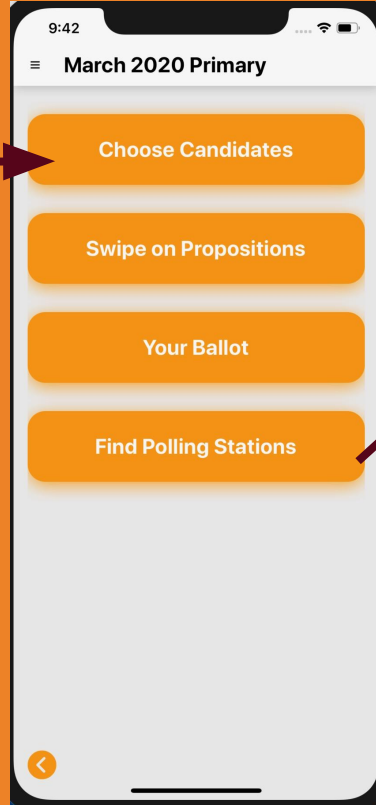 9:42
March 2020 Primary
Choose Candidates
Swipe on Propositions
Your Ballot
Find Polling Stations